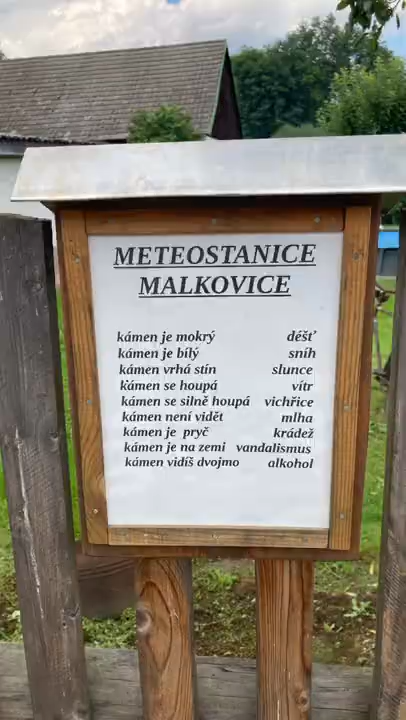 METEOSTANICE
MALKOVICE
kámen je mokrý déšť
kámen je bílý sníh
kámen vrhá stín slunce
kámen se houpá vítr
kámen se silně houpá vichřice
kámen není vidět mlha
kámen je pryč krádež
kámen je na zemi vandalismus
kámen vidíš dvojmo alkohol